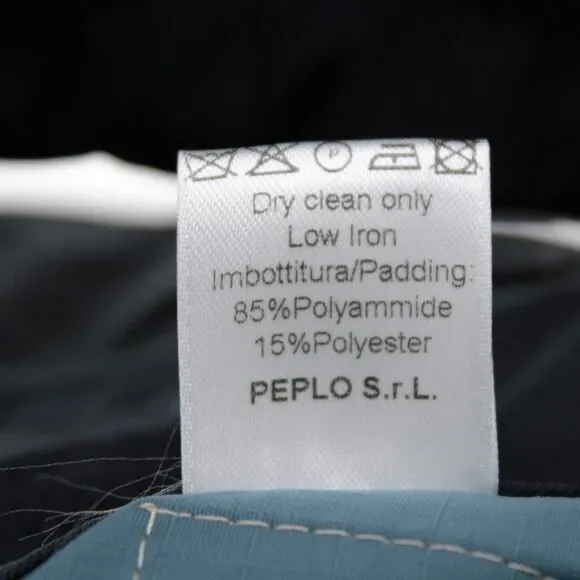 P
Dry clean only
Low Iron
Imbottitura/Padding:
85%Polyammide
15%Polyester
PEPLO S.r.L.